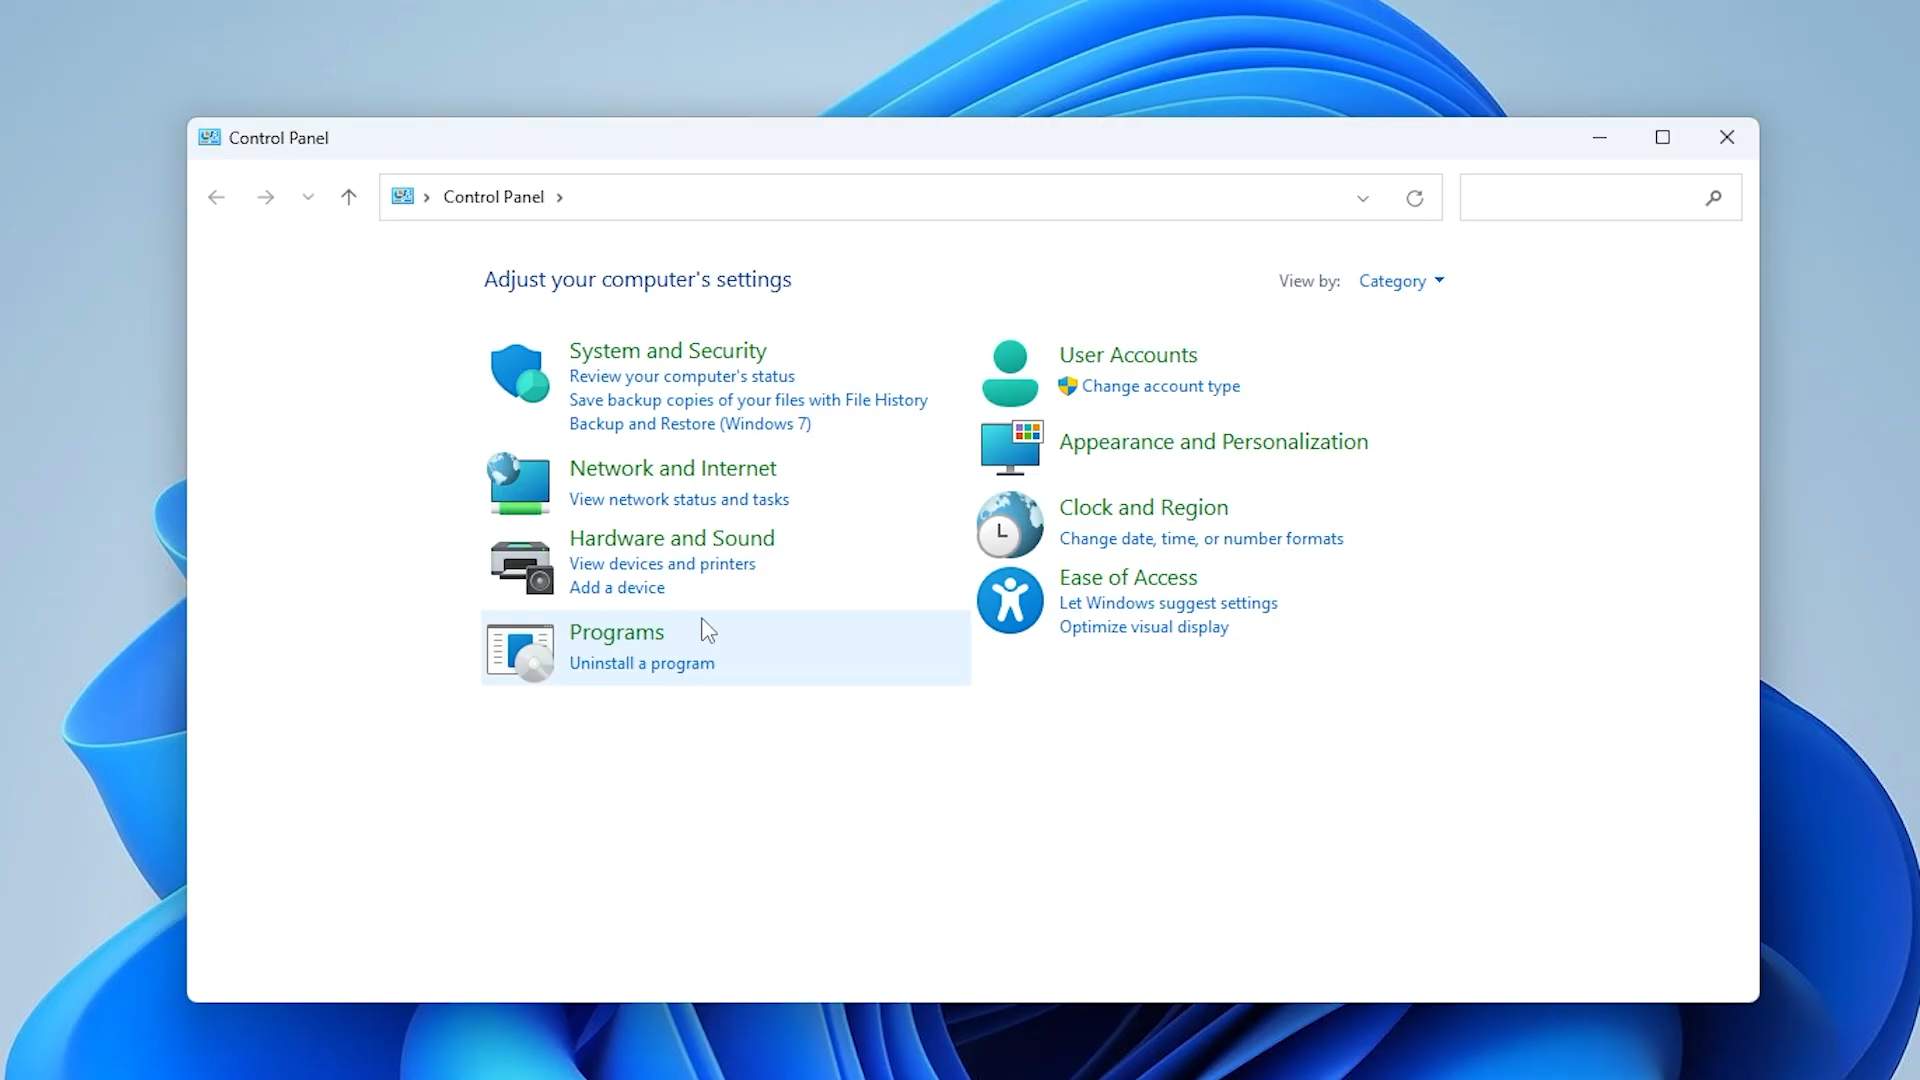 Control Panel
Control Panel
Adjust your computer's settings
View by: Category
System and Security
Review your computer's status
Save backup copies of your files with File History
Backup and Restore (Windows 7)
Network and Internet
View network status and tasks
Hardware and Sound
View devices and printers
Add a device
Programs
Uninstall a program
User Accounts
Change account type
Appearance and Personalization
Clock and Region
Change date, time, or number formats
Ease of Access
Let Windows suggest settings
Optimize visual display